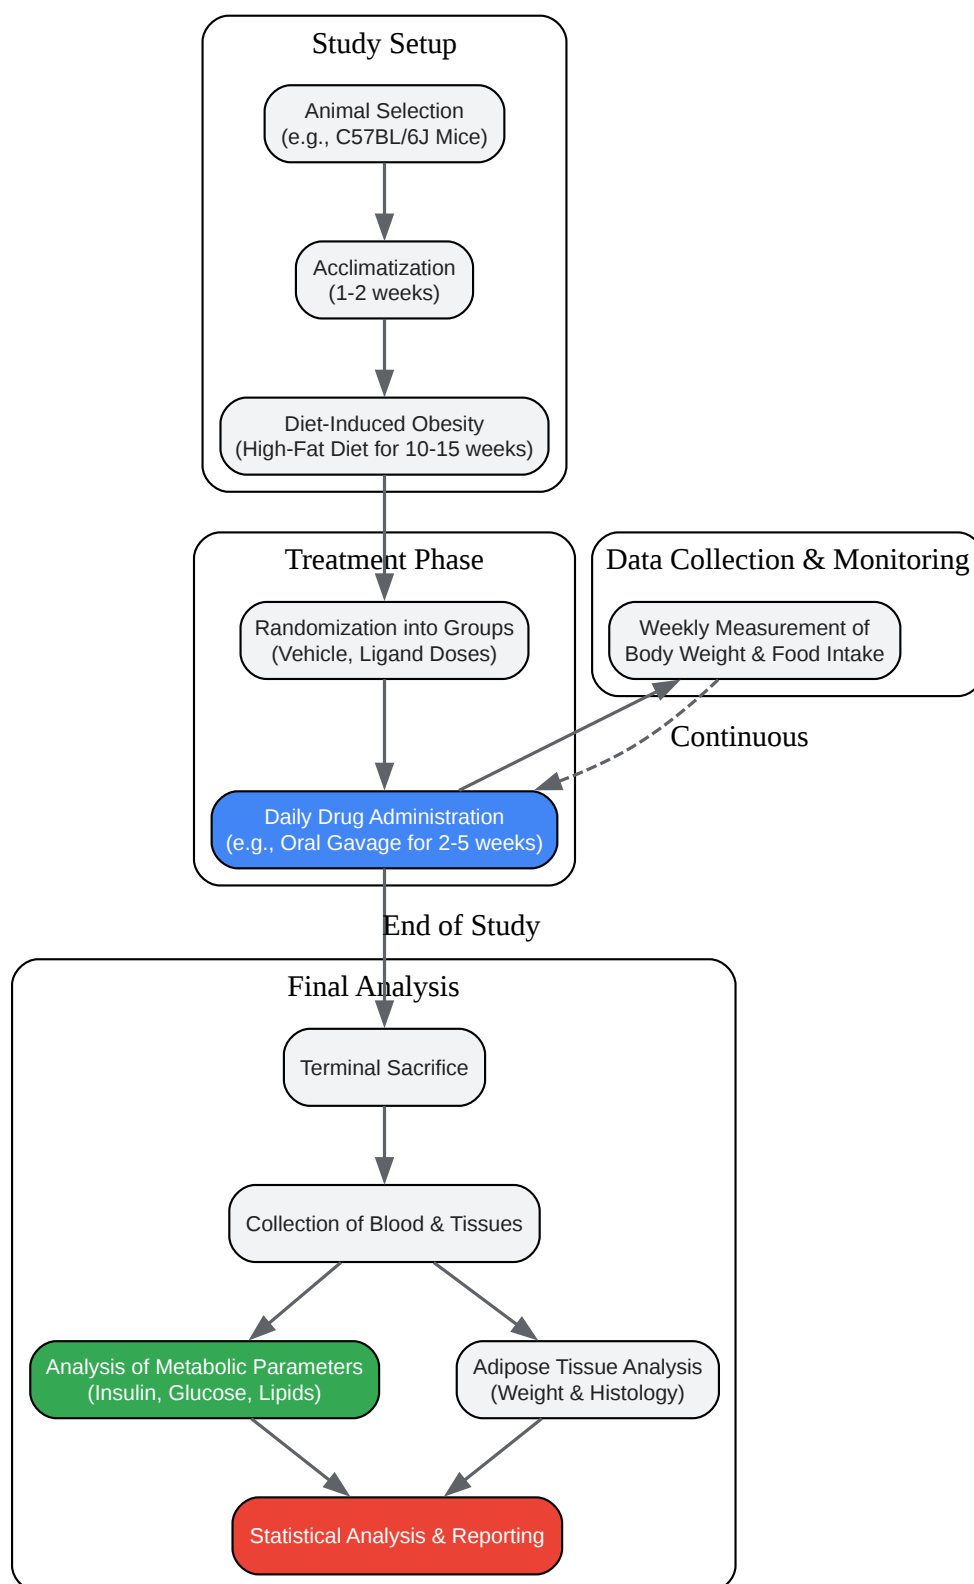 Study Setup
Animal Selection
(e.g., C57BL/6J Mice)
Acclimatization
(1-2 weeks)
Diet-Induced Obesity
(High-Fat Diet for 10-15 weeks)
Treatment Phase
Randomization into Groups
(Vehicle, Ligand Doses)
Data Collection & Monitoring
Weekly Measurement of
Body Weight & Food Intake
Continuous
Daily Drug Administration
(e.g., Oral Gavage for 2-5 weeks)
End of Study
Final Analysis
Terminal Sacrifice
Collection of Blood & Tissues
Analysis of Metabolic Parameters
(Insulin, Glucose, Lipids)
Adipose Tissue Analysis
(Weight & Histology)
Statistical Analysis & Reporting